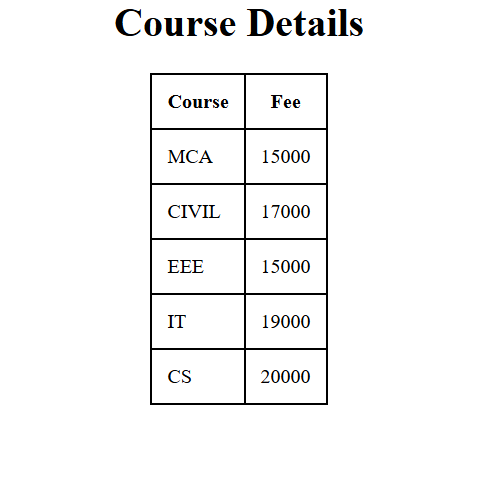 Course Details
Course Fee
MCA 15000
CIVIL 17000
EEE 15000
IT 19000
CS 20000